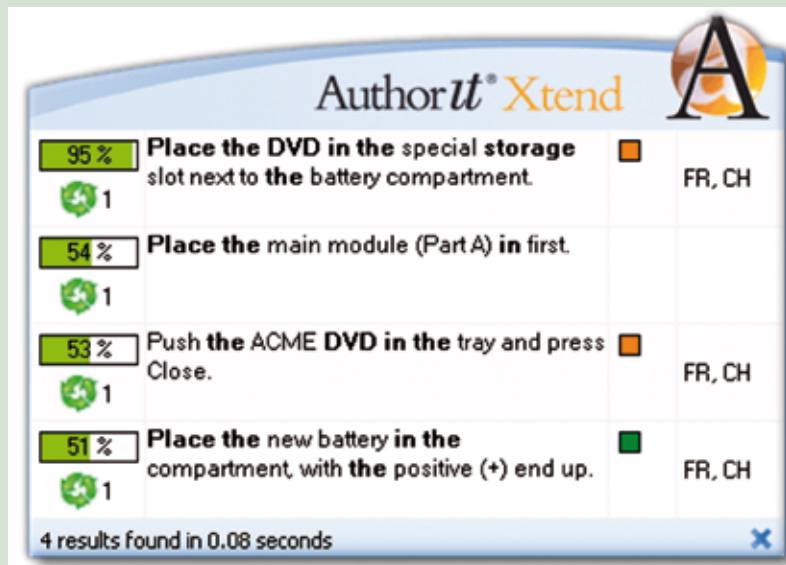 Authorit® Xtend
A
95 %
Place the DVD in the special storage
slot next to the battery compartment.
FR, CH
1
54 %
Place the main module (Part A) in first.
1
53 %
Push the ACME DVD in the tray and press
Close.
FR, CH
1
51 %
Place the new battery in the
compartment, with the positive (+) end up.
FR, CH
1
4 results found in 0.08 seconds